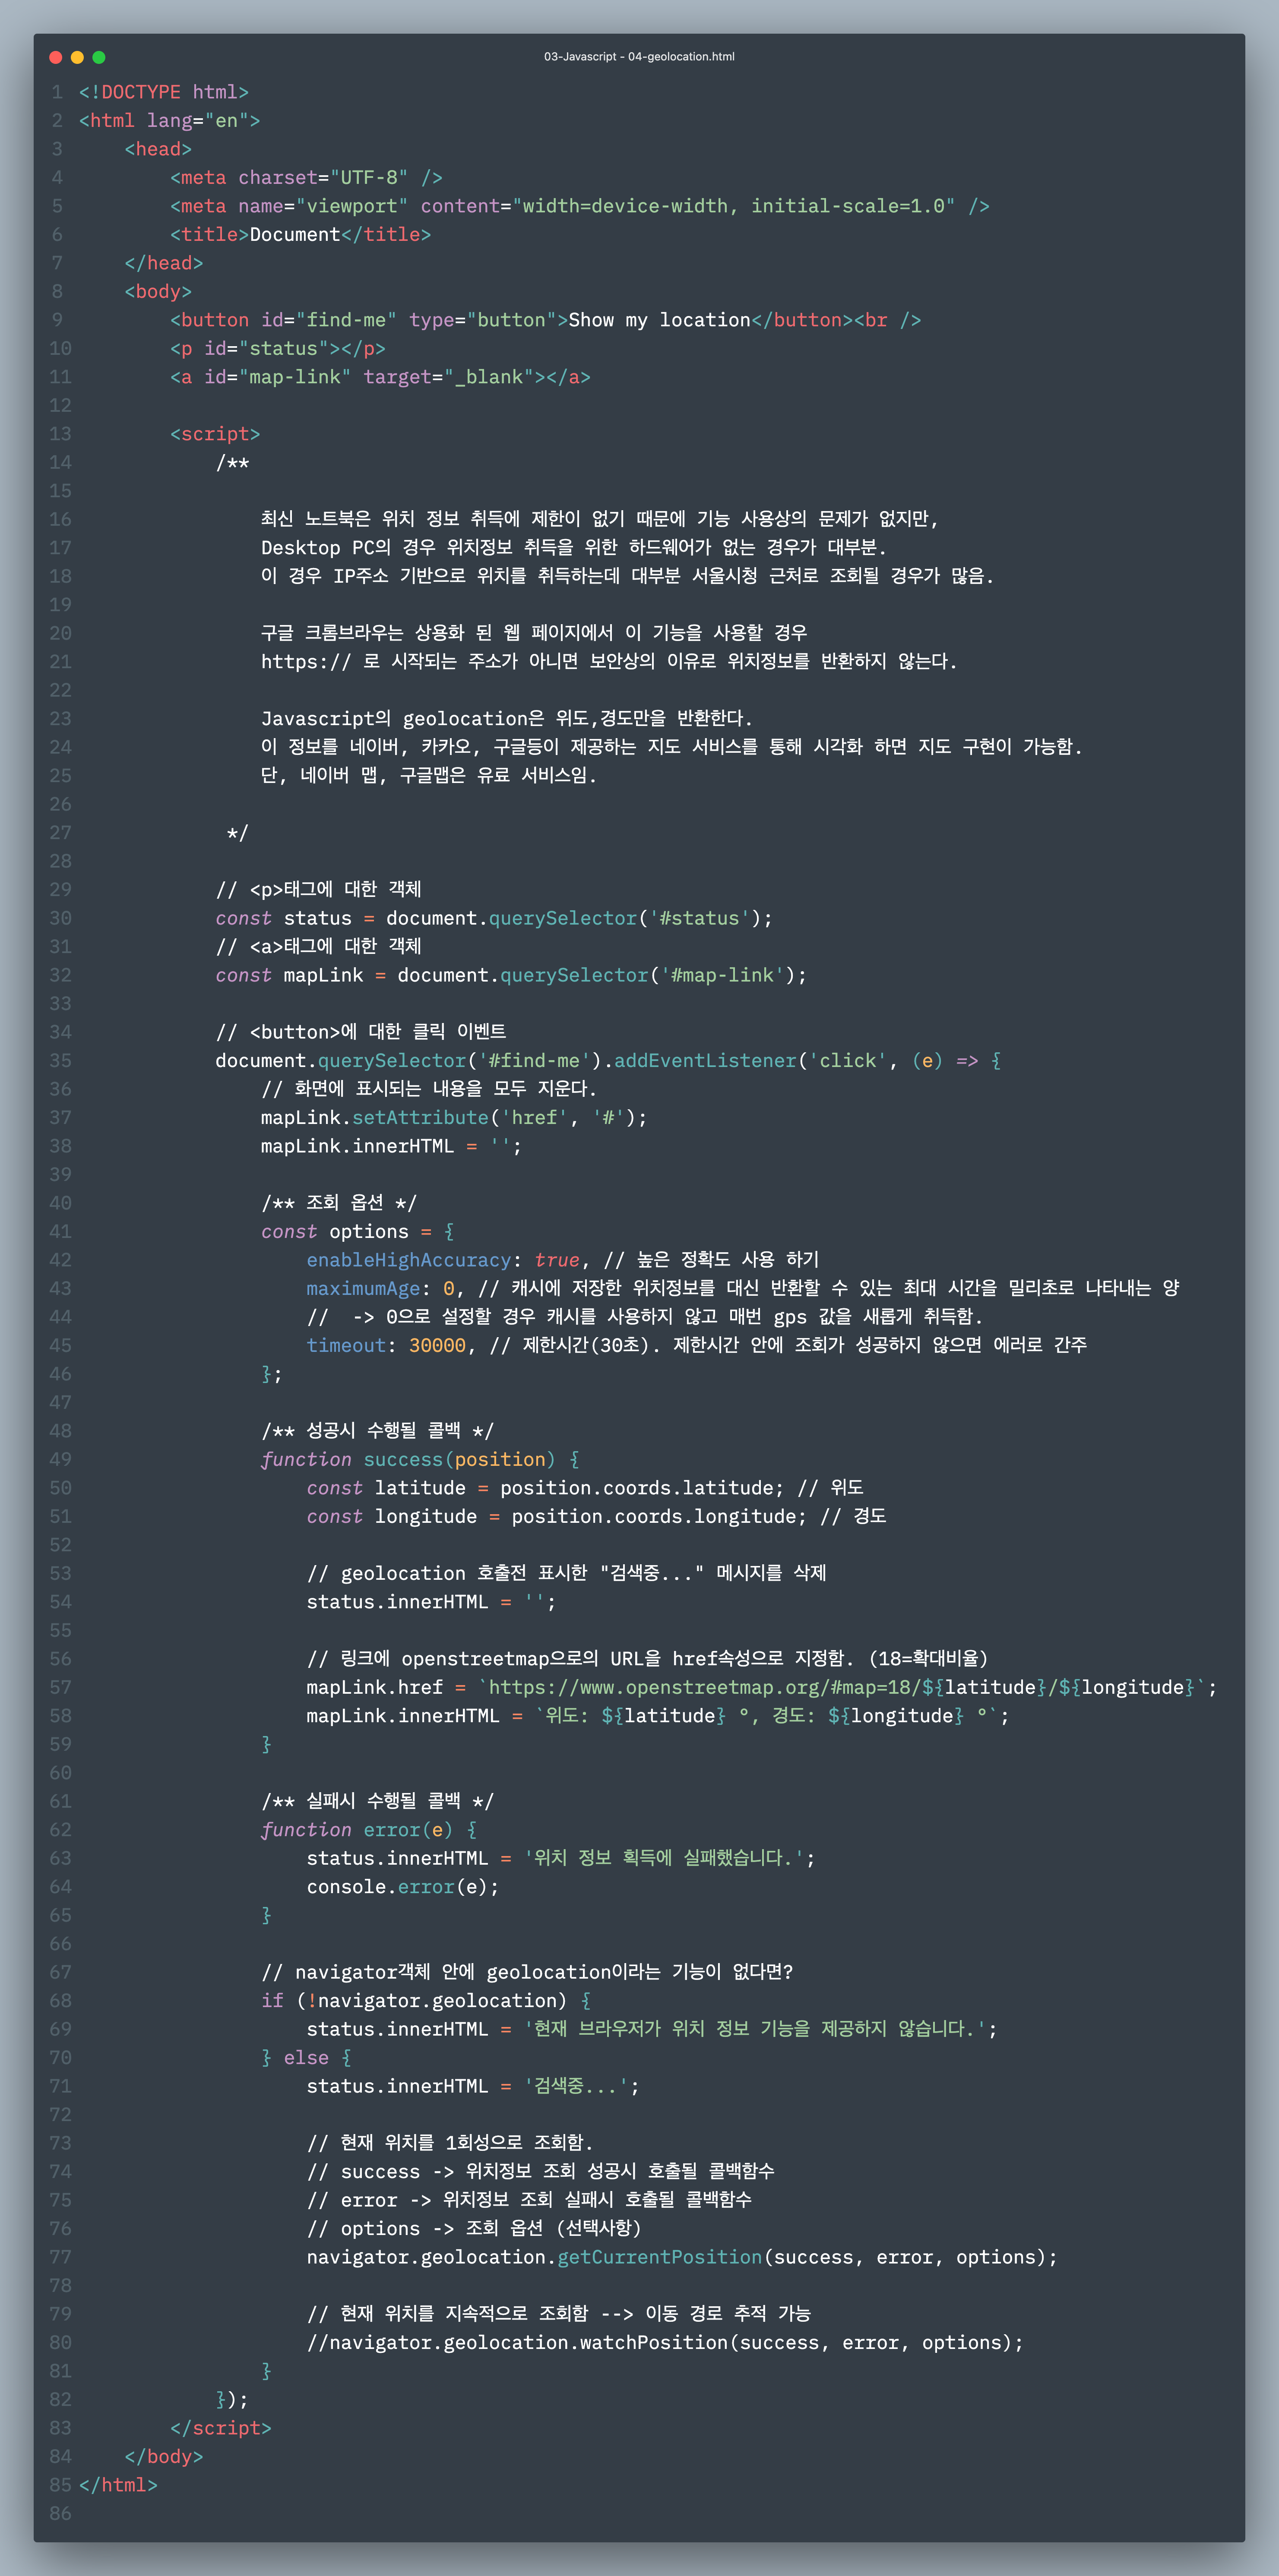 03-Javascript - 04-geolocation.html
1 <!DOCTYPE html>
2 <html lang="en">
3     <head>
4         <meta charset="UTF-8" />
5         <meta name="viewport" content="width=device-width, initial-scale=1.0" />
6         <title>Document</title>
7     </head>
8     <body>
9         <button id="find-me" type="button">Show my location</button><br />
10         <p id="status"></p>
11         <a id="map-link" target="_blank"></a>
12
13         <script>
14             /**
15
16                 최신 노트북은 위치 정보 취득에 제한이 없기 때문에 기능 사용상의 문제가 없지만,
17                 Desktop PC의 경우 위치정보 취득을 위한 하드웨어가 없는 경우가 대부분.
18                 이 경우 IP주소 기반으로 위치를 취득하는데 대부분 서울시청 근처로 조회될 경우가 많음.
19
20                 구글 크롬브라우는 상용화 된 웹 페이지에서 이 기능을 사용할 경우
21                 https:// 로 시작되는 주소가 아니면 보안상의 이유로 위치정보를 반환하지 않는다.
22
23                 Javascript의 geolocation은 위도,경도만을 반환한다.
24                 이 정보를 네이버, 카카오, 구글등이 제공하는 지도 서비스를 통해 시각화 하면 지도 구현이 가능함.
25                 단, 네이버 맵, 구글맵은 유료 서비스임.
26
27              */
28
29             // <p>태그에 대한 객체
30             const status = document.querySelector('#status');
31             // <a>태그에 대한 객체
32             const mapLink = document.querySelector('#map-link');
33
34             // <button>에 대한 클릭 이벤트
35             document.querySelector('#find-me').addEventListener('click', (e) => {
36                 // 화면에 표시되는 내용을 모두 지운다.
37                 mapLink.setAttribute('href', '#');
38                 mapLink.innerHTML = '';
39
40                 /** 조회 옵션 */
41                 const options = {
42                     enableHighAccuracy: true, // 높은 정확도 사용 하기
43                     maximumAge: 0, // 캐시에 저장한 위치정보를 대신 반환할 수 있는 최대 시간을 밀리초로 나타내는 양
44                     //  -> 0으로 설정할 경우 캐시를 사용하지 않고 매번 gps 값을 새롭게 취득함.
45                     timeout: 30000, // 제한시간(30초). 제한시간 안에 조회가 성공하지 않으면 에러로 간주
46                 };
47
48                 /** 성공시 수행될 콜백 */
49                 function success(position) {
50                     const latitude = position.coords.latitude; // 위도
51                     const longitude = position.coords.longitude; // 경도
52
53                     // geolocation 호출전 표시한 "검색중..." 메시지를 삭제
54                     status.innerHTML = '';
55
56                     // 링크에 openstreetmap으로의 URL을 href속성으로 지정함. (18=확대비율)
57                     mapLink.href = `https://www.openstreetmap.org/#map=18/${latitude}/${longitude}`;
58                     mapLink.innerHTML = `위도: ${latitude} °, 경도: ${longitude} °`;
59                 }
60
61                 /** 실패시 수행될 콜백 */
62                 function error(e) {
63                     status.innerHTML = '위치 정보 획득에 실패했습니다.';
64                     console.error(e);
65                 }
66
67                 // navigator객체 안에 geolocation이라는 기능이 없다면?
68                 if (!navigator.geolocation) {
69                     status.innerHTML = '현재 브라우저가 위치 정보 기능을 제공하지 않습니다.';
70                 } else {
71                     status.innerHTML = '검색중...';
72
73                     // 현재 위치를 1회성으로 조회함.
74                     // success -> 위치정보 조회 성공시 호출될 콜백함수
75                     // error -> 위치정보 조회 실패시 호출될 콜백함수
76                     // options -> 조회 옵션 (선택사항)
77                     navigator.geolocation.getCurrentPosition(success, error, options);
78
79                     // 현재 위치를 지속적으로 조회함 --> 이동 경로 추적 가능
80                     //navigator.geolocation.watchPosition(success, error, options);
81                 }
82             });
83         </script>
84     </body>
85 </html>
86